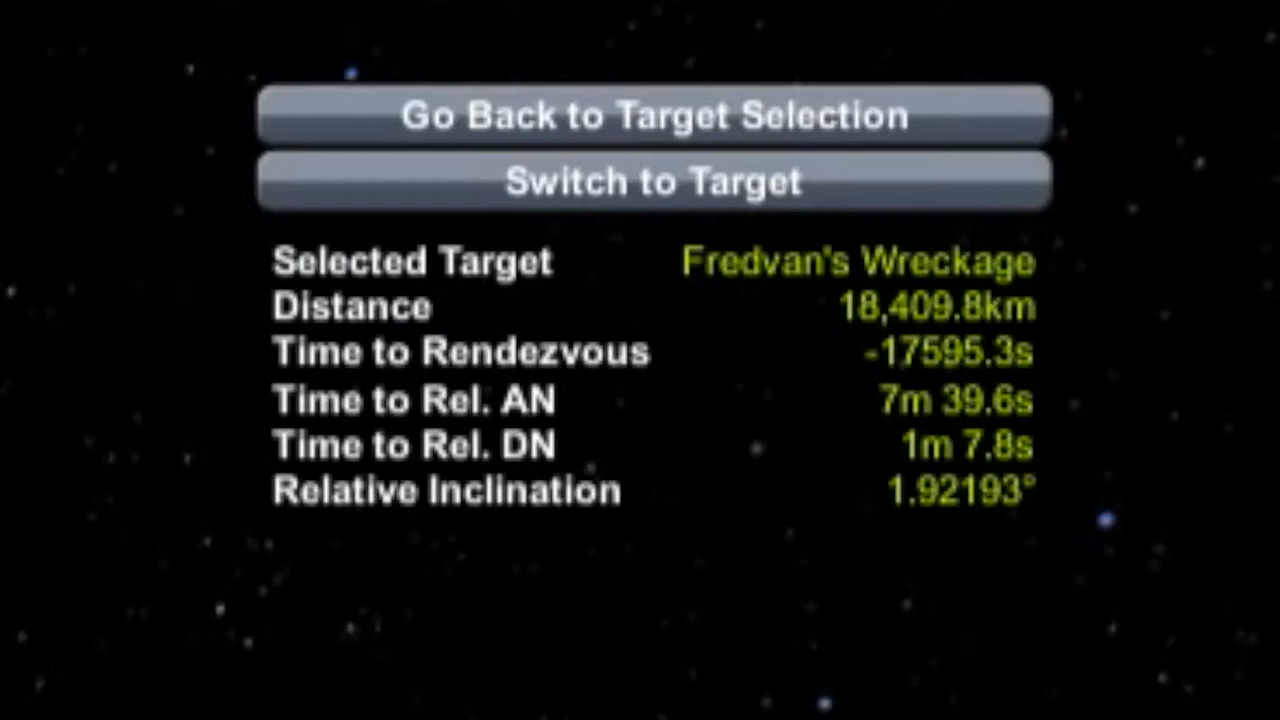 Go Back to Target Selection
Switch to Target
Selected Target Fredvan's Wreckage
Distance 18,409.8km
Time to Rendezvous -17595.3s
Time to Rel. AN 7m 39.6s
Time to Rel. DN 1m 7.8s
Relative Inclination 1.92193°